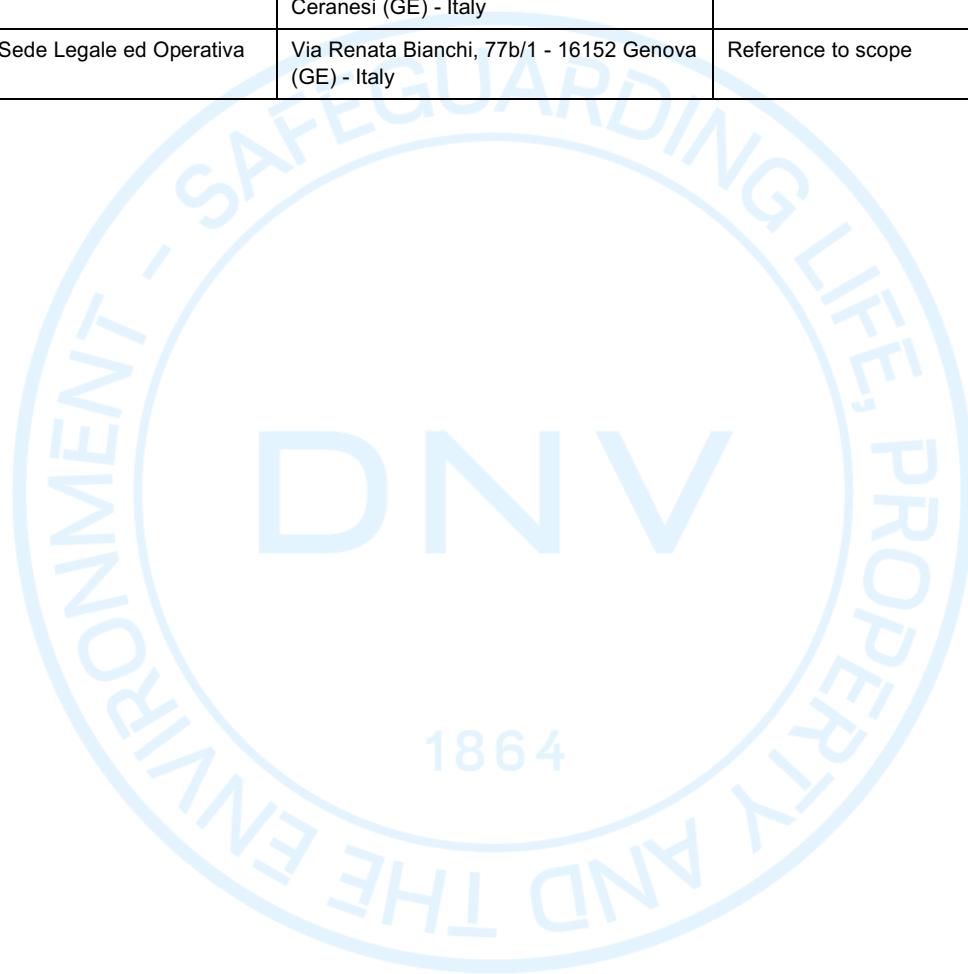 Ceranesi (GE) - Italy
Sede Legale ed Operativa Via Renata Bianchi, 77b/1 - 16152 Genova Reference to scope
(GE) - Italy
SAFEGUARDING LIFE, PROPERTY AND THE ENVIRONMENT -
DNV
1864